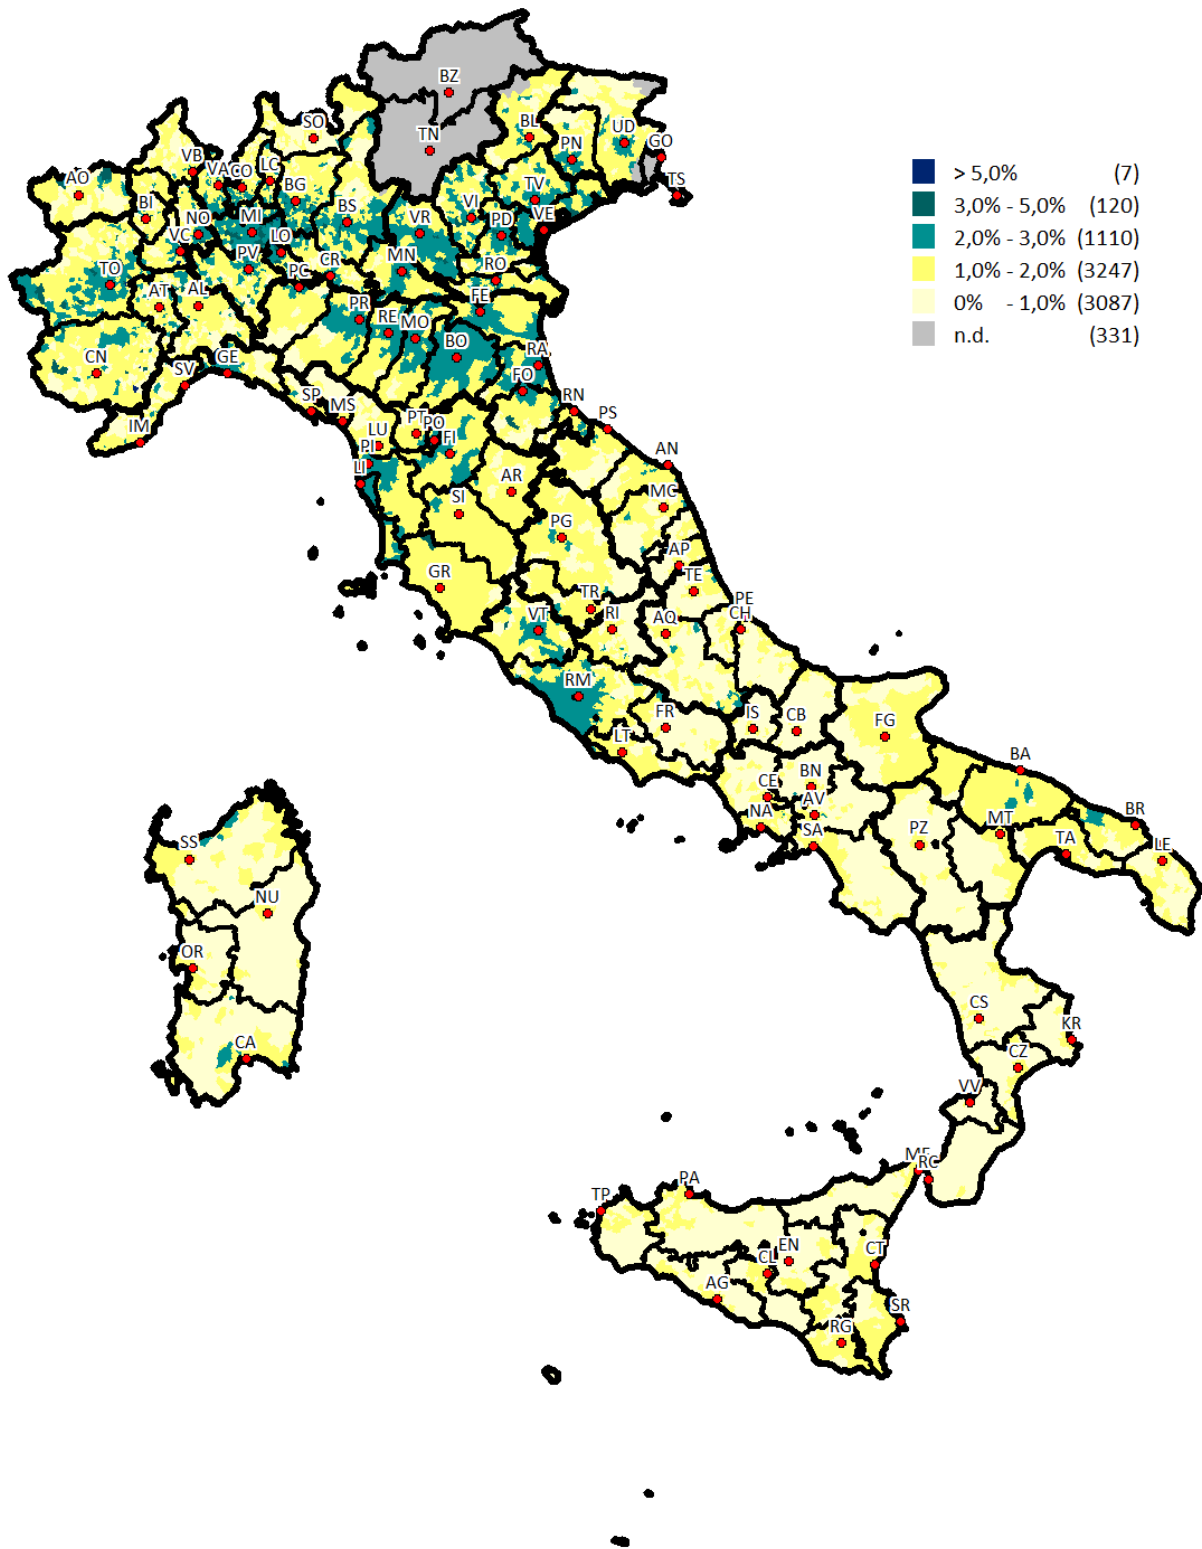 BZ
> 5,0% (7)
3,0% - 5,0% (120)
2,0% - 3,0% (1110)
1,0% - 2,0% (3247)
0% - 1,0% (3087)
n.d. (331)
SO
TN
BL
PN
UD
GO
TS
AO
VB
VA
CO
LC
BG
BI
NO
MI
BS
VR
VI
TV
PD
VE
VC
LO
TO
PV
PC
CR
MN
RO
AT
AL
PR
RE
MO
FE
BO
CN
SV
GE
RA
FO
IM
SP
MS
RN
PS
LU
PT
PO
FI
PI
LI
AR
AN
SI
MC
PG
AP
GR
TE
TR
RI
VT
AQ
PE
CH
RM
FR
IS
CB
FG
LT
BA
CE
BN
NA
AV
SA
PZ
MT
BR
TA
LE
SS
NU
OR
CA
CS
KR
CZ
VV
RC
PA
TP
EN
CL
CT
AG
SR
RG